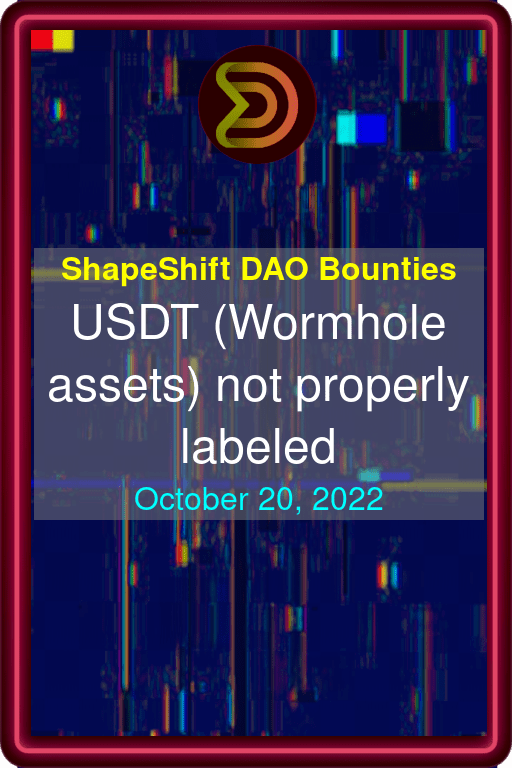 ShapeShift DAO Bounties
USDT (Wormhole
assets) not properly
labeled
October 20, 2022